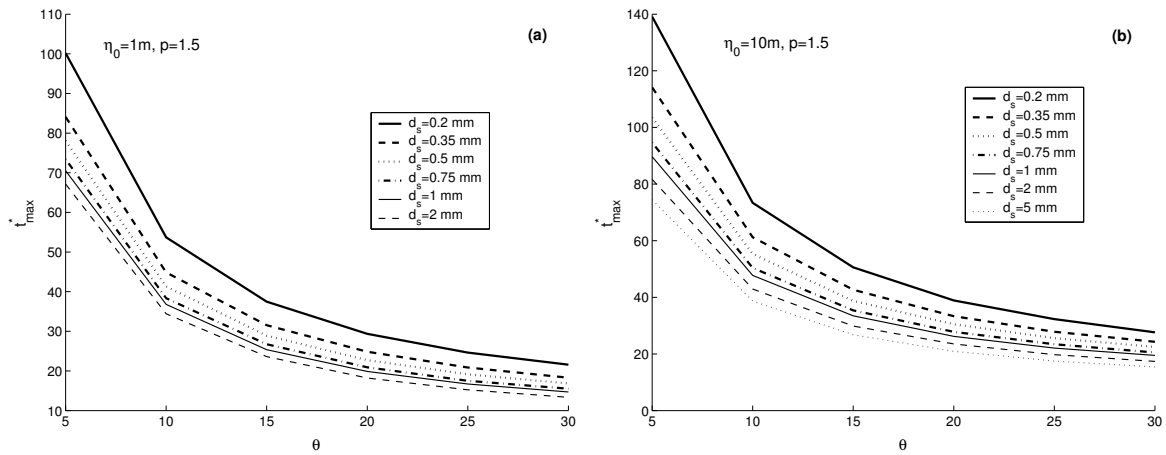 110
100
90
80
70
60
50
40
30
20
10
5
10
15
20
25
30
θ
t*max
η0=1m, p=1.5
(a)
ds=0.2 mm
ds=0.35 mm
ds=0.5 mm
ds=0.75 mm
ds=1 mm
ds=2 mm
140
120
100
80
60
40
20
0
5
10
15
20
25
30
θ
t*max
η0=10m, p=1.5
(b)
ds=0.2 mm
ds=0.35 mm
ds=0.5 mm
ds=0.75 mm
ds=1 mm
ds=2 mm
ds=5 mm